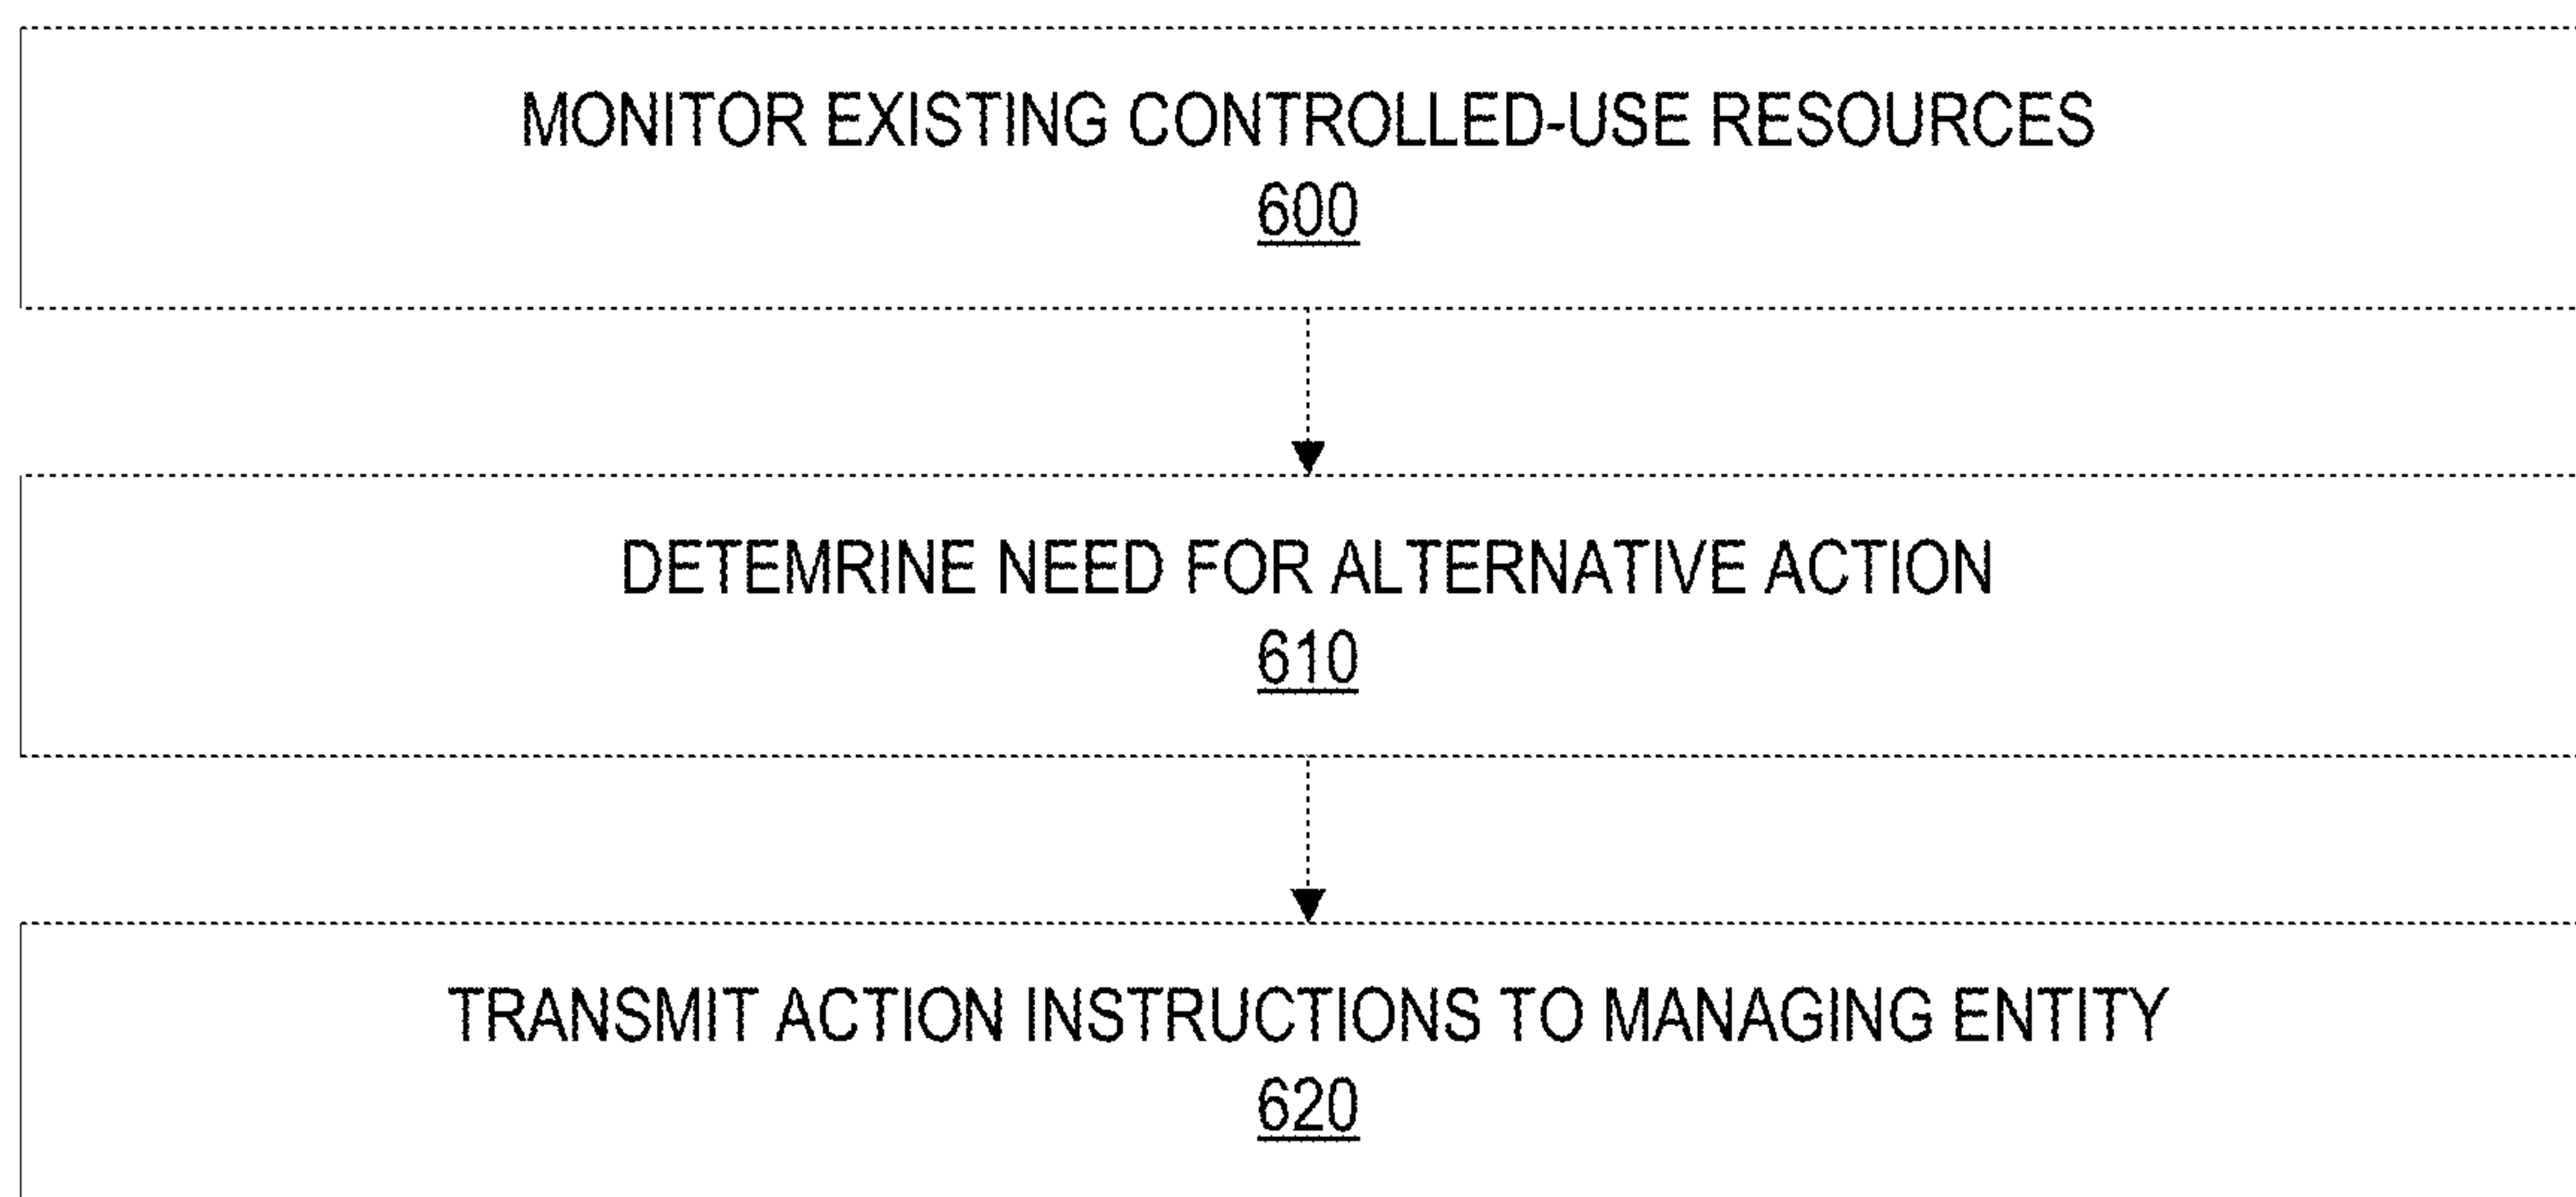 MONITOR EXISTING CONTROLLED-USE RESOURCES
600
DETEMRINE NEED FOR ALTERNATIVE ACTION
610
TRANSMIT ACTION INSTRUCTIONS TO MANAGING ENTITY
620